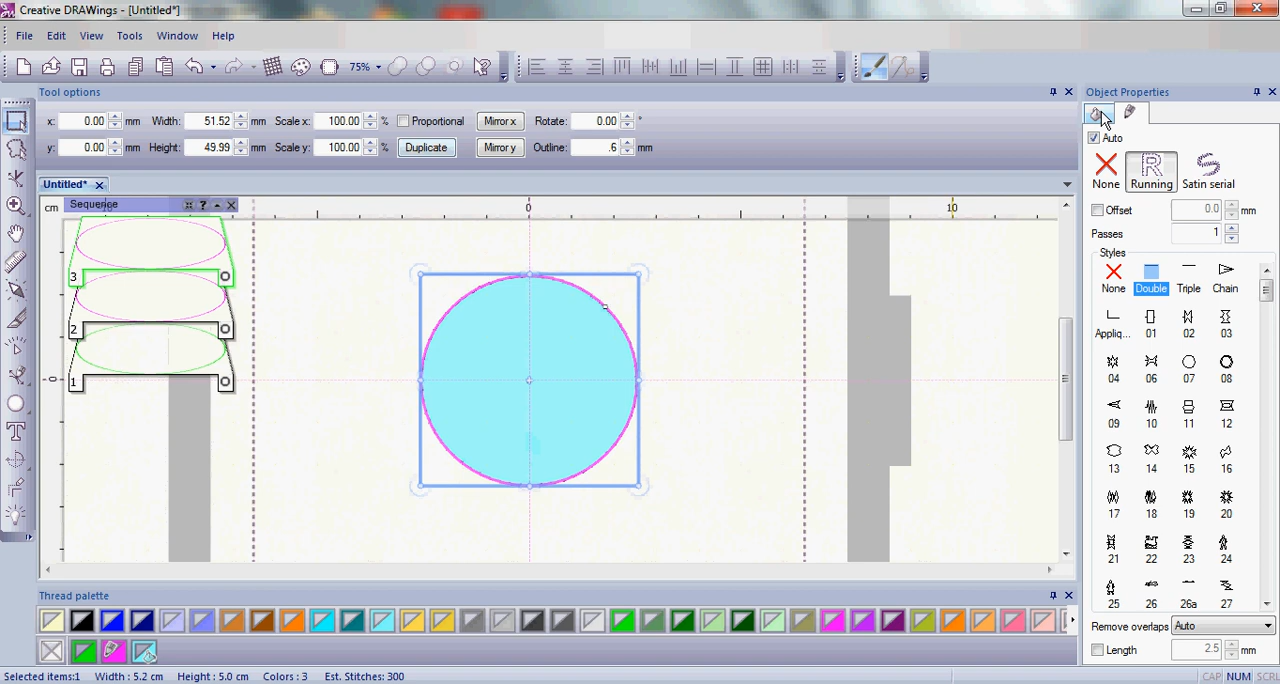 Creative DRAWings - [Untitled*]
File Edit View Tools Window Help
75%
Tool options
Object Properties
x: 0.00 mm Width: 51.52 mm Scale x: 100.00 % Proportional Mirror x Rotate: 0.00 °
y: 0.00 mm Height: 49.99 mm Scale y: 100.00 % Duplicate Mirror y Outline: .6 mm
Auto
None Running Satin serial
Untitled*
cm 0 10
Sequence
Offset 0.0 mm
Passes 1
Styles
None Double Triple Chain
Appliq... 01 02 03
04 06 07 08
09 10 11 12
13 14 15 16
17 18 19 20
21 22 23 24
25 26 26a 27
3
2
1
0
Remove overlaps Auto
Length 2.5 mm
Thread palette
Selected items:1 Width : 5.2 cm Height : 5.0 cm Colors : 3 Est. Stitches: 300
CAP NUM SCRL